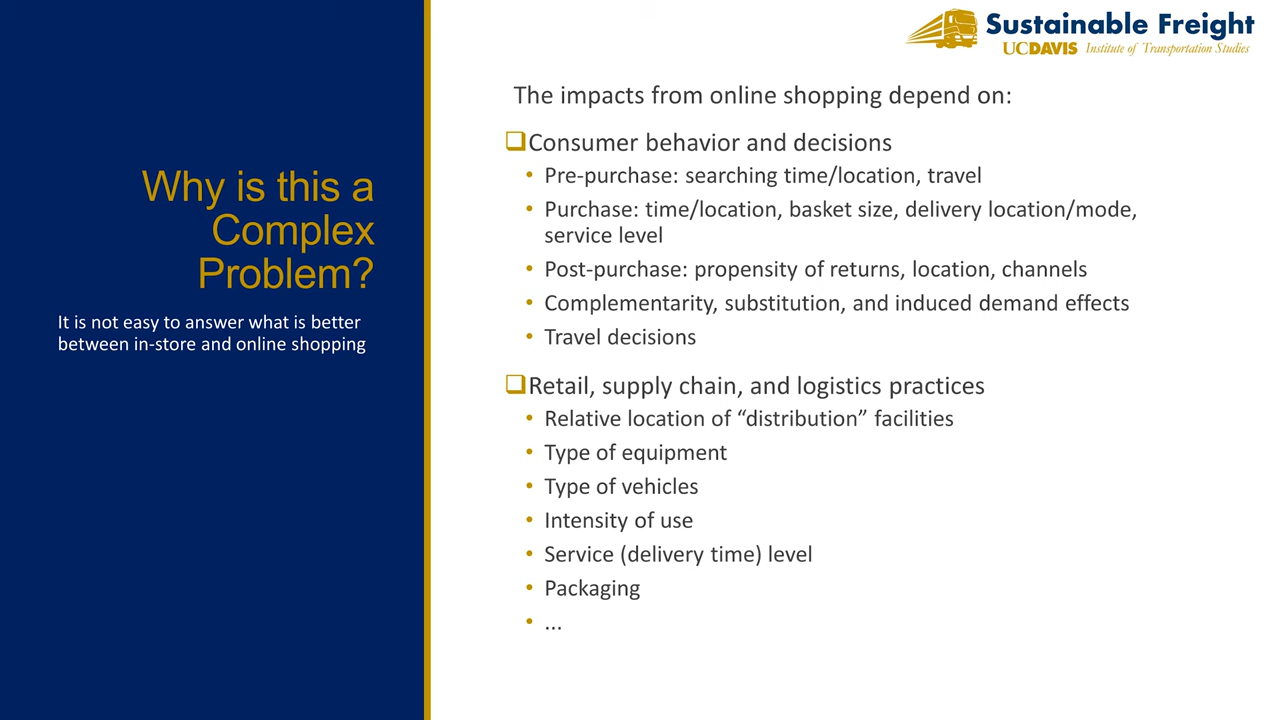 Sustainable Freight
UCDAVIS Institute of Transportation Studies
Why is this a
Complex
Problem?
It is not easy to answer what is better
between in-store and online shopping
The impacts from online shopping depend on:
❑Consumer behavior and decisions
• Pre-purchase: searching time/location, travel
• Purchase: time/location, basket size, delivery location/mode,
service level
• Post-purchase: propensity of returns, location, channels
• Complementarity, substitution, and induced demand effects
• Travel decisions
❑Retail, supply chain, and logistics practices
• Relative location of “distribution” facilities
• Type of equipment
• Type of vehicles
• Intensity of use
• Service (delivery time) level
• Packaging
• ...